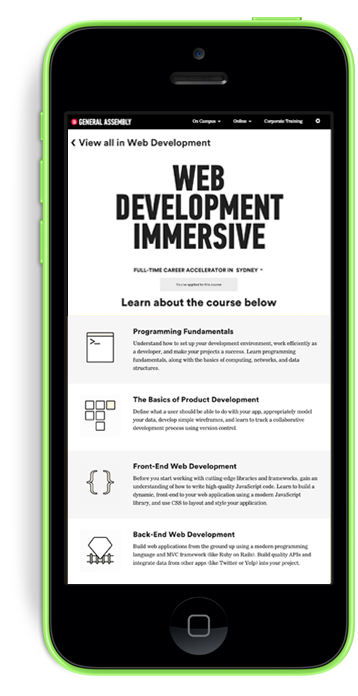 GENERAL ASSEMBLY
On Campus
Online
Corporate Training
View all in Web Development
WEB
DEVELOPMENT
IMMERSIVE
FULL-TIME CAREER ACCELERATOR IN SYDNEY
You've applied to this course
Learn about the course below
Programming Fundamentals
Understand how to set up your development environment, work efficiently as
a developer, and make your projects a success. Learn programming
fundamentals, along with the basics of computing, networks, and data
structures.
The Basics of Product Development
Define what a user should be able to do with your app, appropriately model
your data, develop simple wireframes, and learn to track a collaborative
development process using version control
Front-End Web Development
Before you start working with cutting-edge libraries and frameworks, gain an
understanding of how to write high-quality JavaScript code. Learn to build a
dynamic, front-end to your web application using a modern JavaScript
library, and use CSS to layout and style your application.
Back-End Web Development
Build web applications from the ground up using a modern programming
language and MVC framework (like Ruby on Rails). Build quality APIs and
integrate data from other apps (like Twitter or Yelp) into your project.